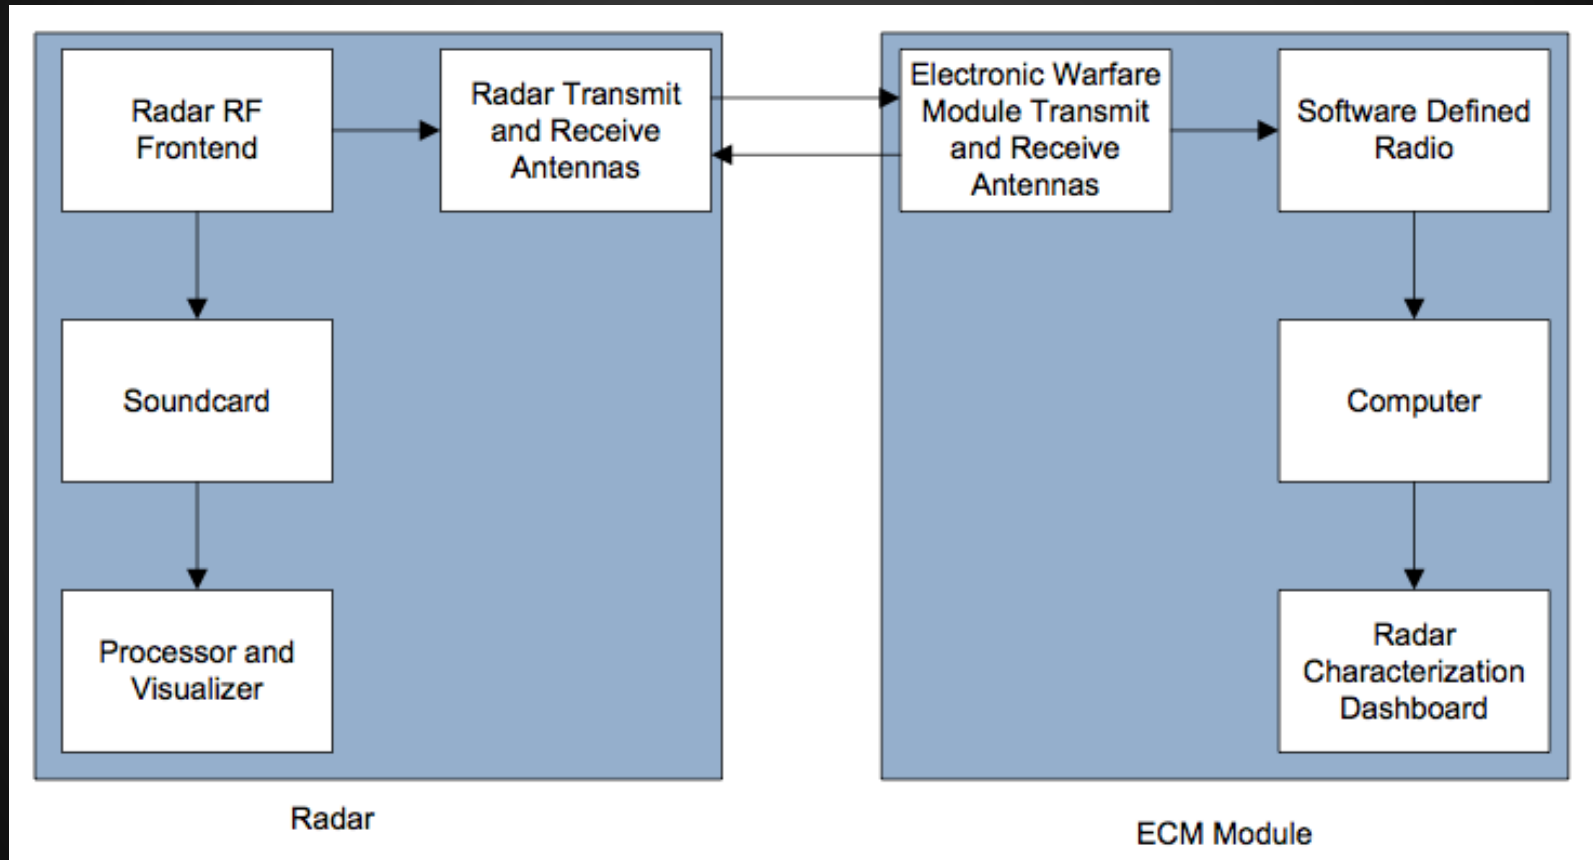 Radar RF
Frontend
Radar Transmit
and Receive
Antennas
Electronic Warfare
Module Transmit
and Receive
Antennas
Software Defined
Radio
Soundcard
Computer
Processor and
Visualizer
Radar
Characterization
Dashboard
Radar
ECM Module